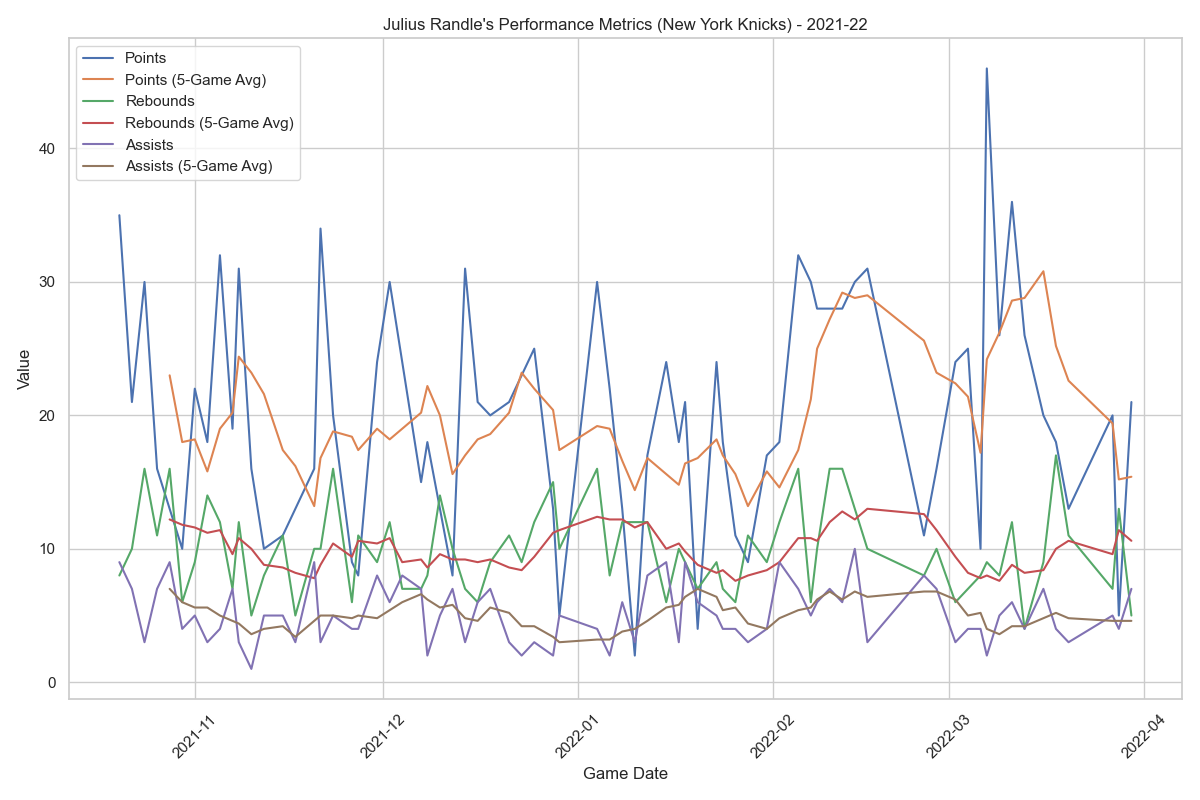 Julius Randle's Performance Metrics (New York Knicks) - 2021-22
Points
Points (5-Game Avg)
Rebounds
Rebounds (5-Game Avg)
Assists
Assists (5-Game Avg)
Value
40
30
20
10
0
2021-11
2021-12
2022-01
2022-02
2022-03
2022-04
Game Date